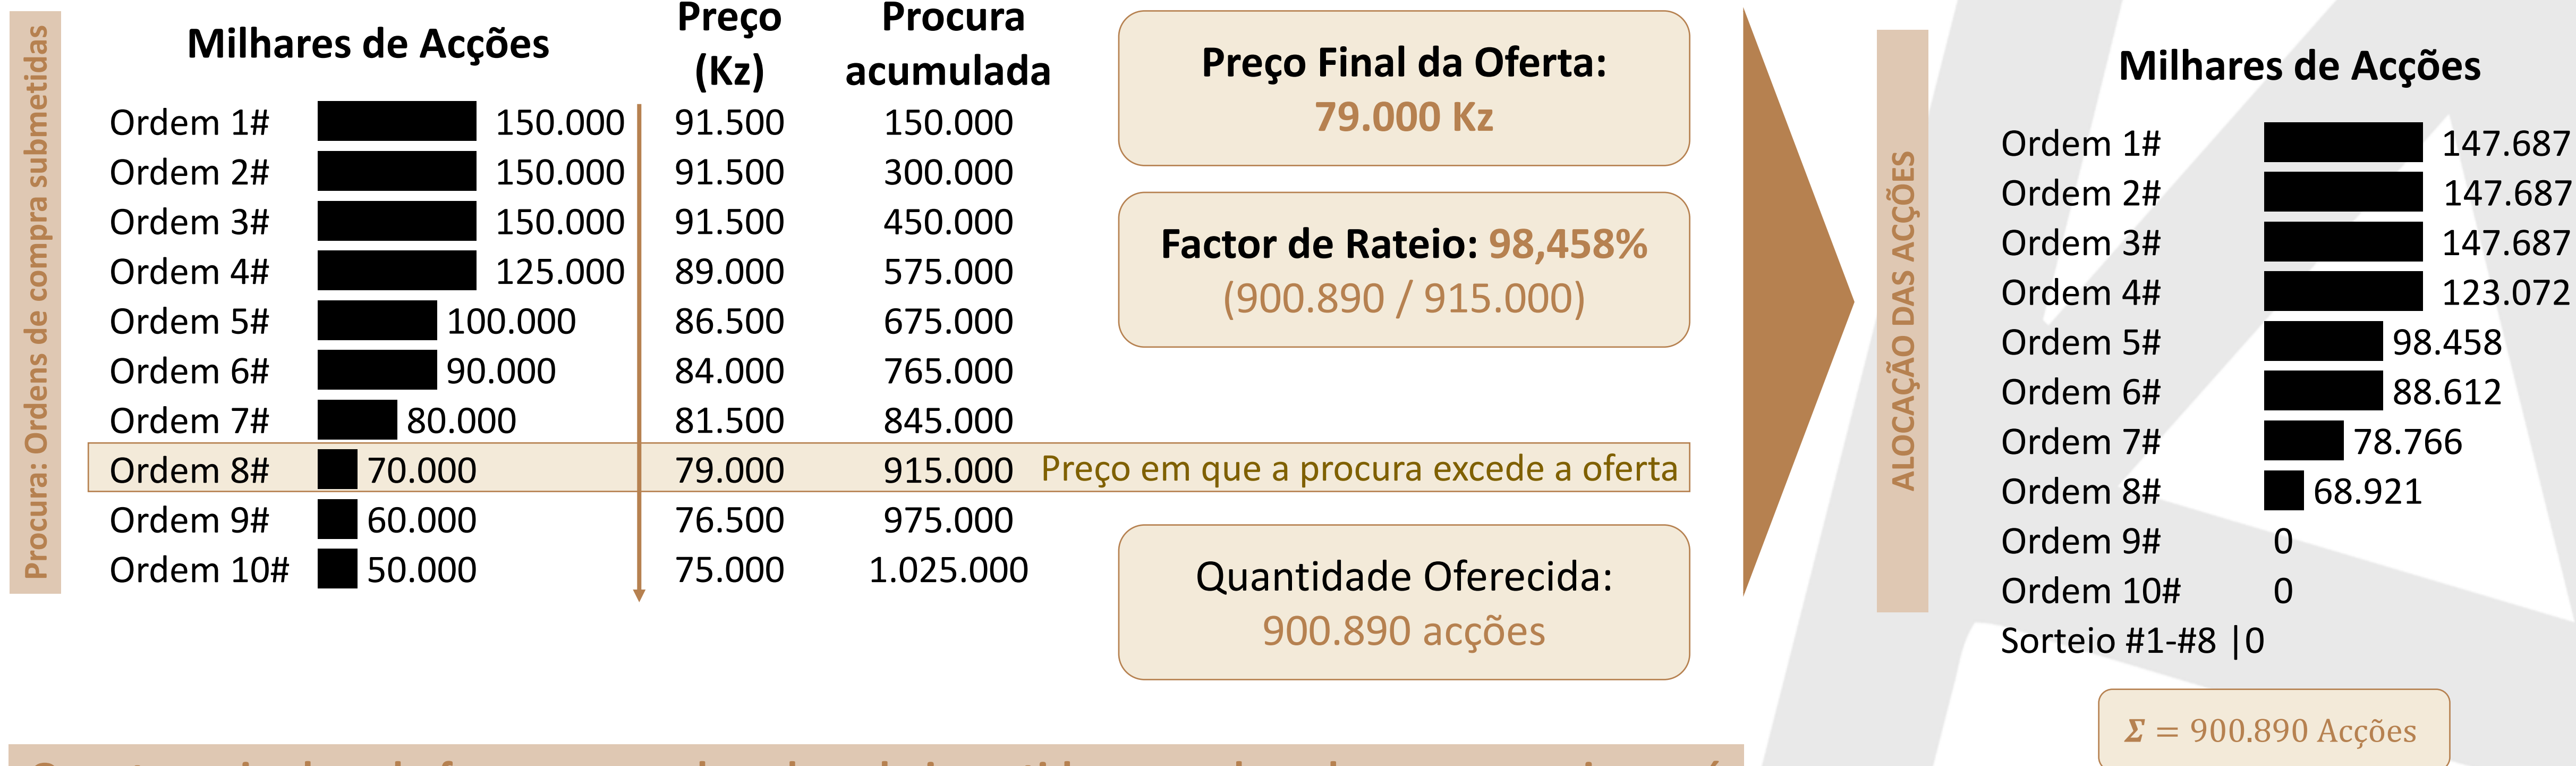 Procura: Ordens de compra submetidas
Milhares de Acções
Preço (Kz)
Procura acumulada
Ordem 1# 150.000 91.500 150.000
Ordem 2# 150.000 91.500 300.000
Ordem 3# 150.000 91.500 450.000
Ordem 4# 125.000 89.000 575.000
Ordem 5# 100.000 86.500 675.000
Ordem 6# 90.000 84.000 765.000
Ordem 7# 80.000 81.500 845.000
Ordem 8# 70.000 79.000 915.000 Preço em que a procura excede a oferta
Ordem 9# 60.000 76.500 975.000
Ordem 10# 50.000 75.000 1.025.000
Preço Final da Oferta:
79.000 Kz
Factor de Rateio: 98,458%
(900.890 / 915.000)
Quantidade Oferecida:
900.890 acções
ALOCAÇÃO DAS ACÇÕES
Milhares de Acções
Ordem 1# 147.687
Ordem 2# 147.687
Ordem 3# 147.687
Ordem 4# 123.072
Ordem 5# 98.458
Ordem 6# 88.612
Ordem 7# 78.766
Ordem 8# 68.921
Ordem 9# 0
Ordem 10# 0
Sorteio #1-#8 |0
Σ = 900.890 Acções